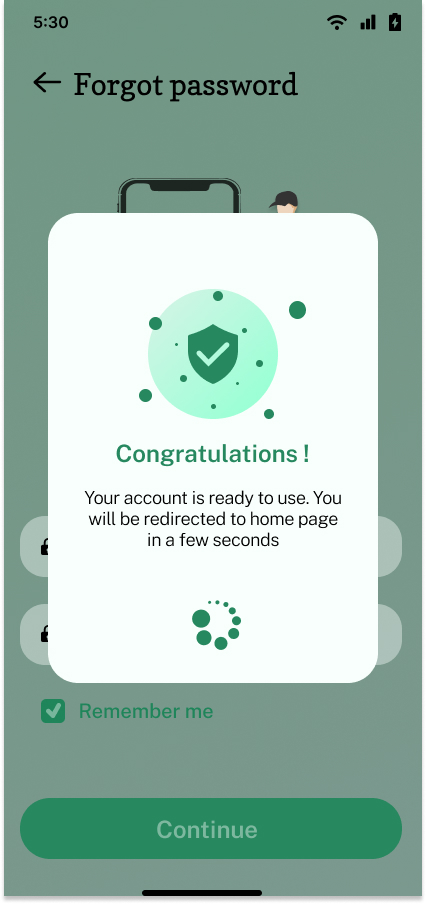 5:30
Forgot password
Congratulations !
Your account is ready to use. You
will be redirected to home page
in a few seconds
Remember me
Continue